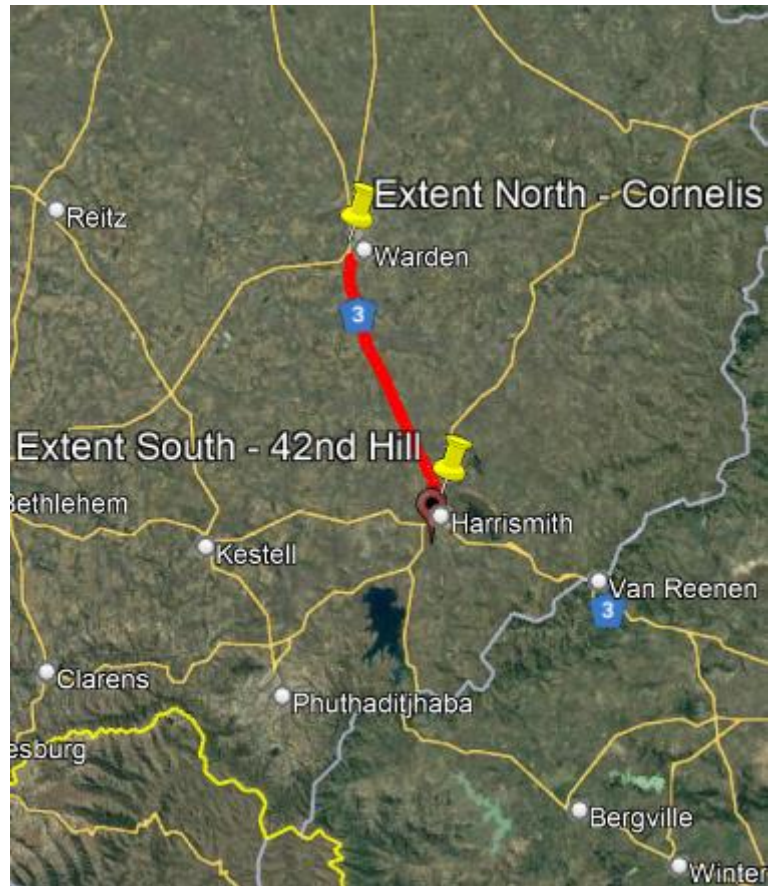 Extent North - Cornelis
Reitz
Warden
3
Extent South - 42nd Hill
Bethlehem
Harrismith
Kestell
Van Reenen
3
Clarens
Phuthaditjhaba
esburg
Bergville
Winter